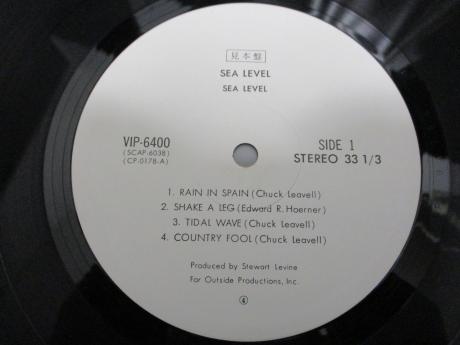 見本盤
SEA LEVEL
SEA LEVEL
VIP-6400
(SCAP-6038)
(CP-0178-A)
SIDE 1
STEREO 33 1/3
1. RAIN IN SPAIN (Chuck Leavell)
2. SHAKE A LEG (Edward R. Hoerner)
3. TIDAL WAVE (Chuck Leavell)
4. COUNTRY FOOL (Chuck Leavell)
Produced by Stewart Levine
For Outside Productions, Inc.
④